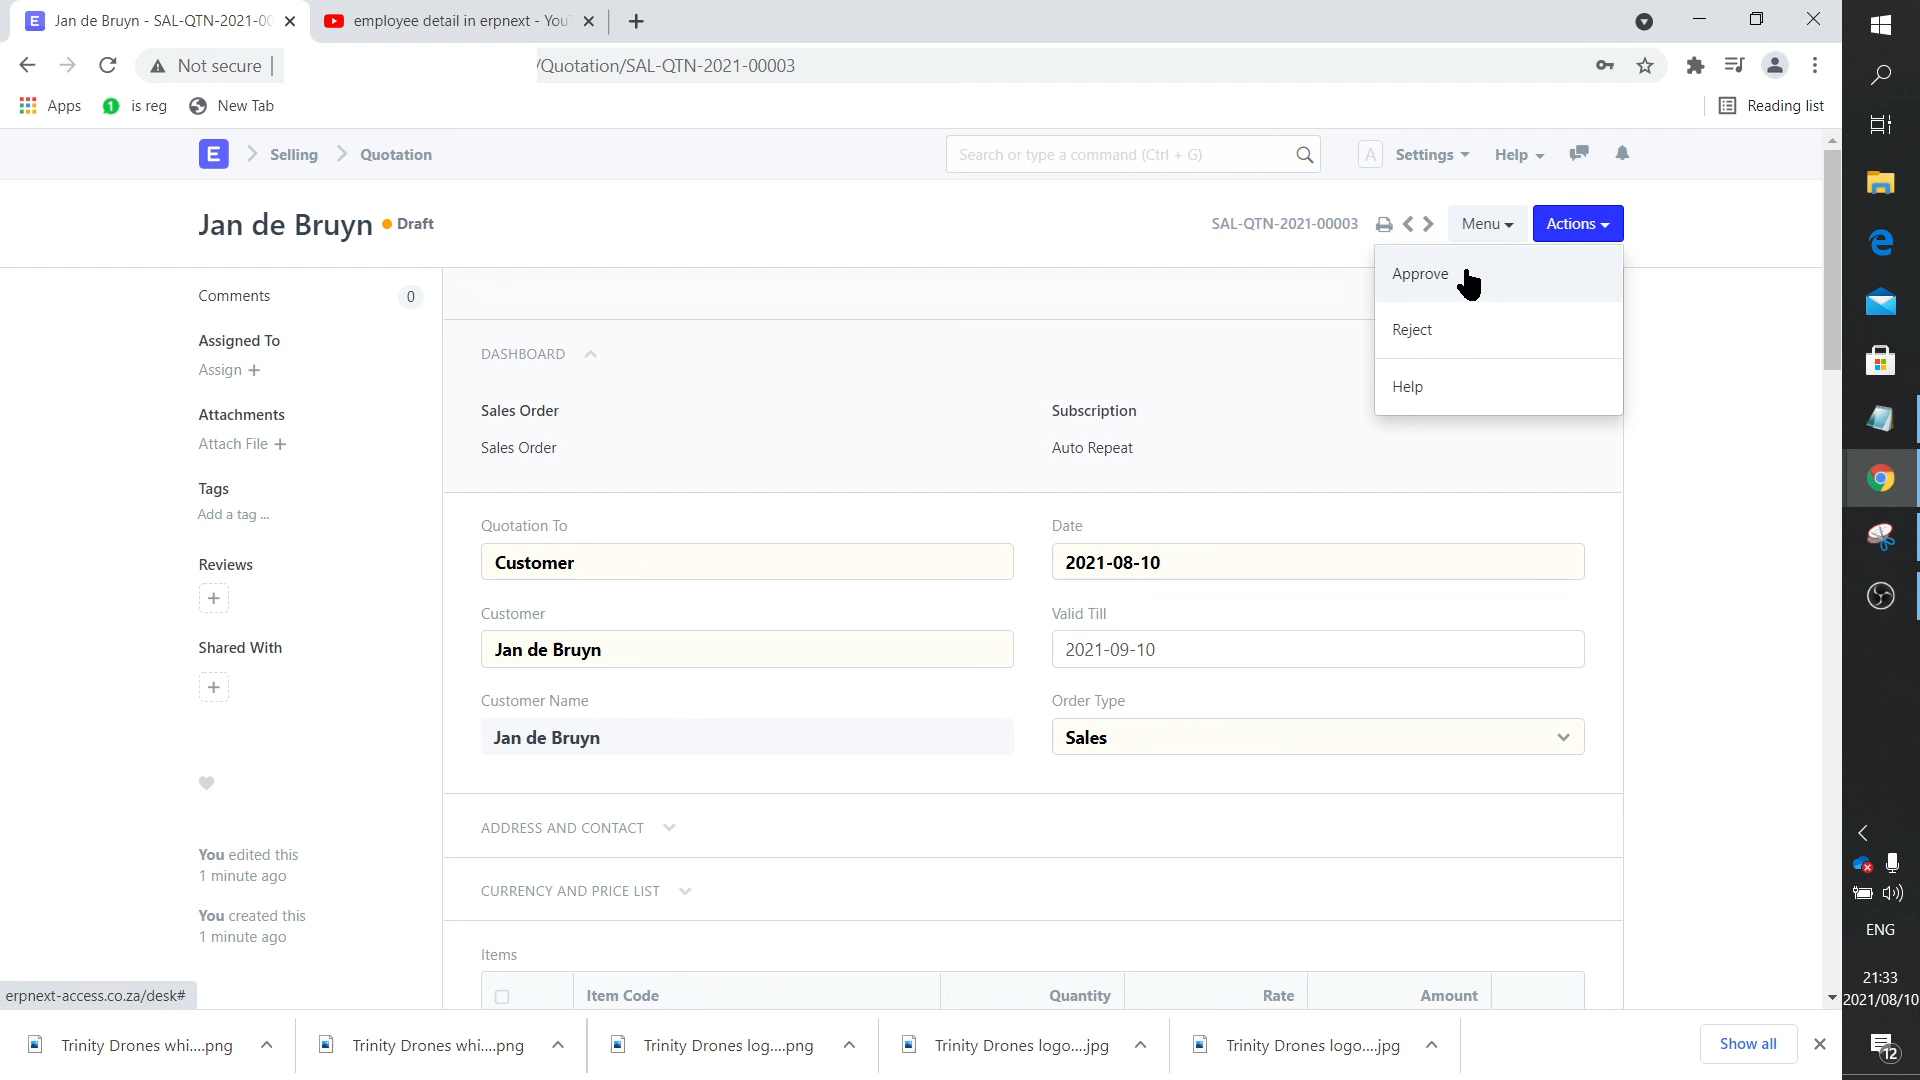 E Jan de Bruyn - SAL-QTN-2021-00
employee detail in erpnext - You
Not secure
/Quotation/SAL-QTN-2021-00003
Apps
1 is reg
New Tab
Reading list
E Selling Quotation
Search or type a command (Ctrl + G)
A Settings
Help
Jan de Bruyn Draft
SAL-QTN-2021-00003
Menu
Actions
Approve
Reject
Help
Comments 0
Assigned To
Assign +
Attachments
Attach File +
Tags
Add a tag ...
Reviews
+
Shared With
+
You edited this
1 minute ago
You created this
1 minute ago
DASHBOARD
Sales Order
Subscription
Sales Order
Auto Repeat
Quotation To
Date
Customer
2021-08-10
Customer
Valid Till
Jan de Bruyn
2021-09-10
Customer Name
Order Type
Jan de Bruyn
Sales
ADDRESS AND CONTACT
CURRENCY AND PRICE LIST
Items
Item Code Quantity Rate Amount
erpnext-access.co.za/desk#
Trinity Drones whi....png
Trinity Drones whi....png
Trinity Drones log....png
Trinity Drones logo....jpg
Trinity Drones logo....jpg
Show all
ENG
21:33
2021/08/10
12